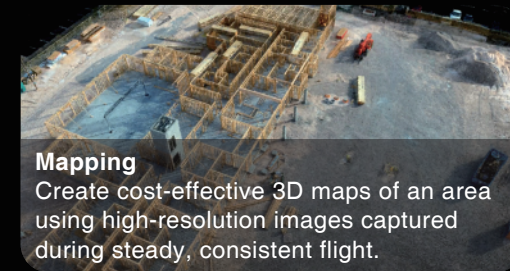 Mapping
Create cost-effective 3D maps of an area
using high-resolution images captured
during steady, consistent flight.